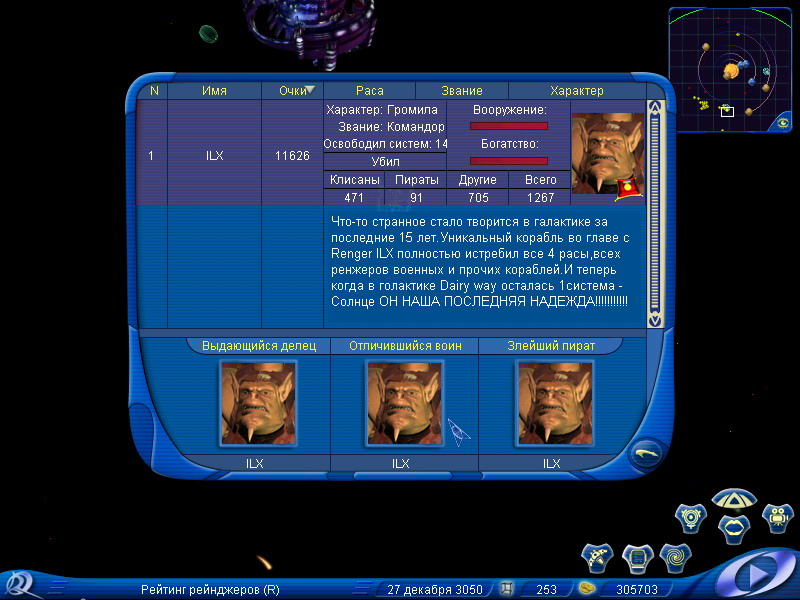 N Имя Очки Раса Звание Характер
Характер: Громила Вооружение:
Звание: Командор
Освободил систем: 14 Богатство:
1 ILX 11626 Убил
Клисаны Пираты Другие Всего
471 91 705 1267
Что-то странное стало творится в галактике за
последние 15 лет.Уникальный корабль во главе с
Renger ILX полностью истребил все 4 расы,всех
ренжеров военных и прочих кораблей.И теперь
когда в голактике Dairy way осталась 1система -
Солнце ОН НАША ПОСЛЕДНЯЯ НАДЕЖДА!!!!!!!!!!!
Выдающийся делец Отличившийся воин Злейший пират
ILX ILX ILX
Рейтинг рейнджеров (R) 27 декабря 3050 253 305703